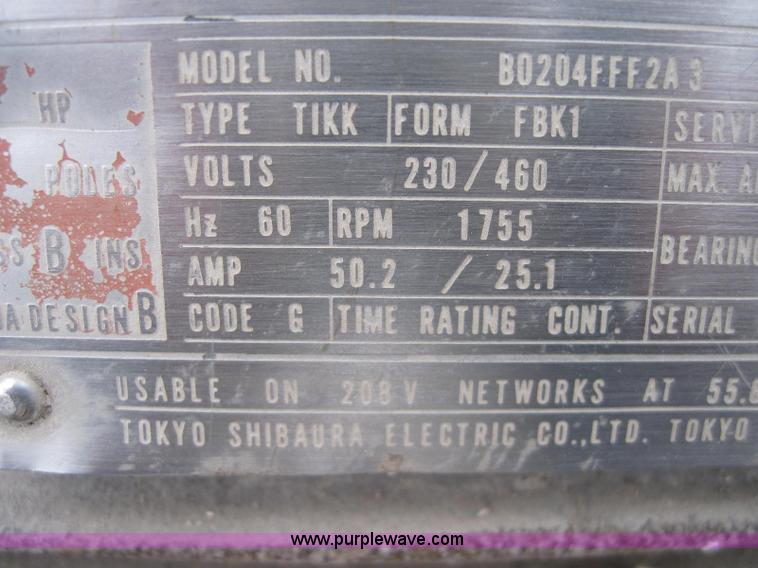 MODEL NO. B0204FFF2A3
HP
TYPE TIKK FORM FBK1 SERVI
POLES
VOLTS 230/460 MAX. A
Hz 60 RPM 1755
SS B INS
BEARING
AMP 50.2 / 25.1
A DESIGN B
CODE G TIME RATING CONT. SERIAL
USABLE ON 208V NETWORKS AT 55.
TOKYO SHIBAURA ELECTRIC CO.,LTD. TOKYO
www.purplewave.com